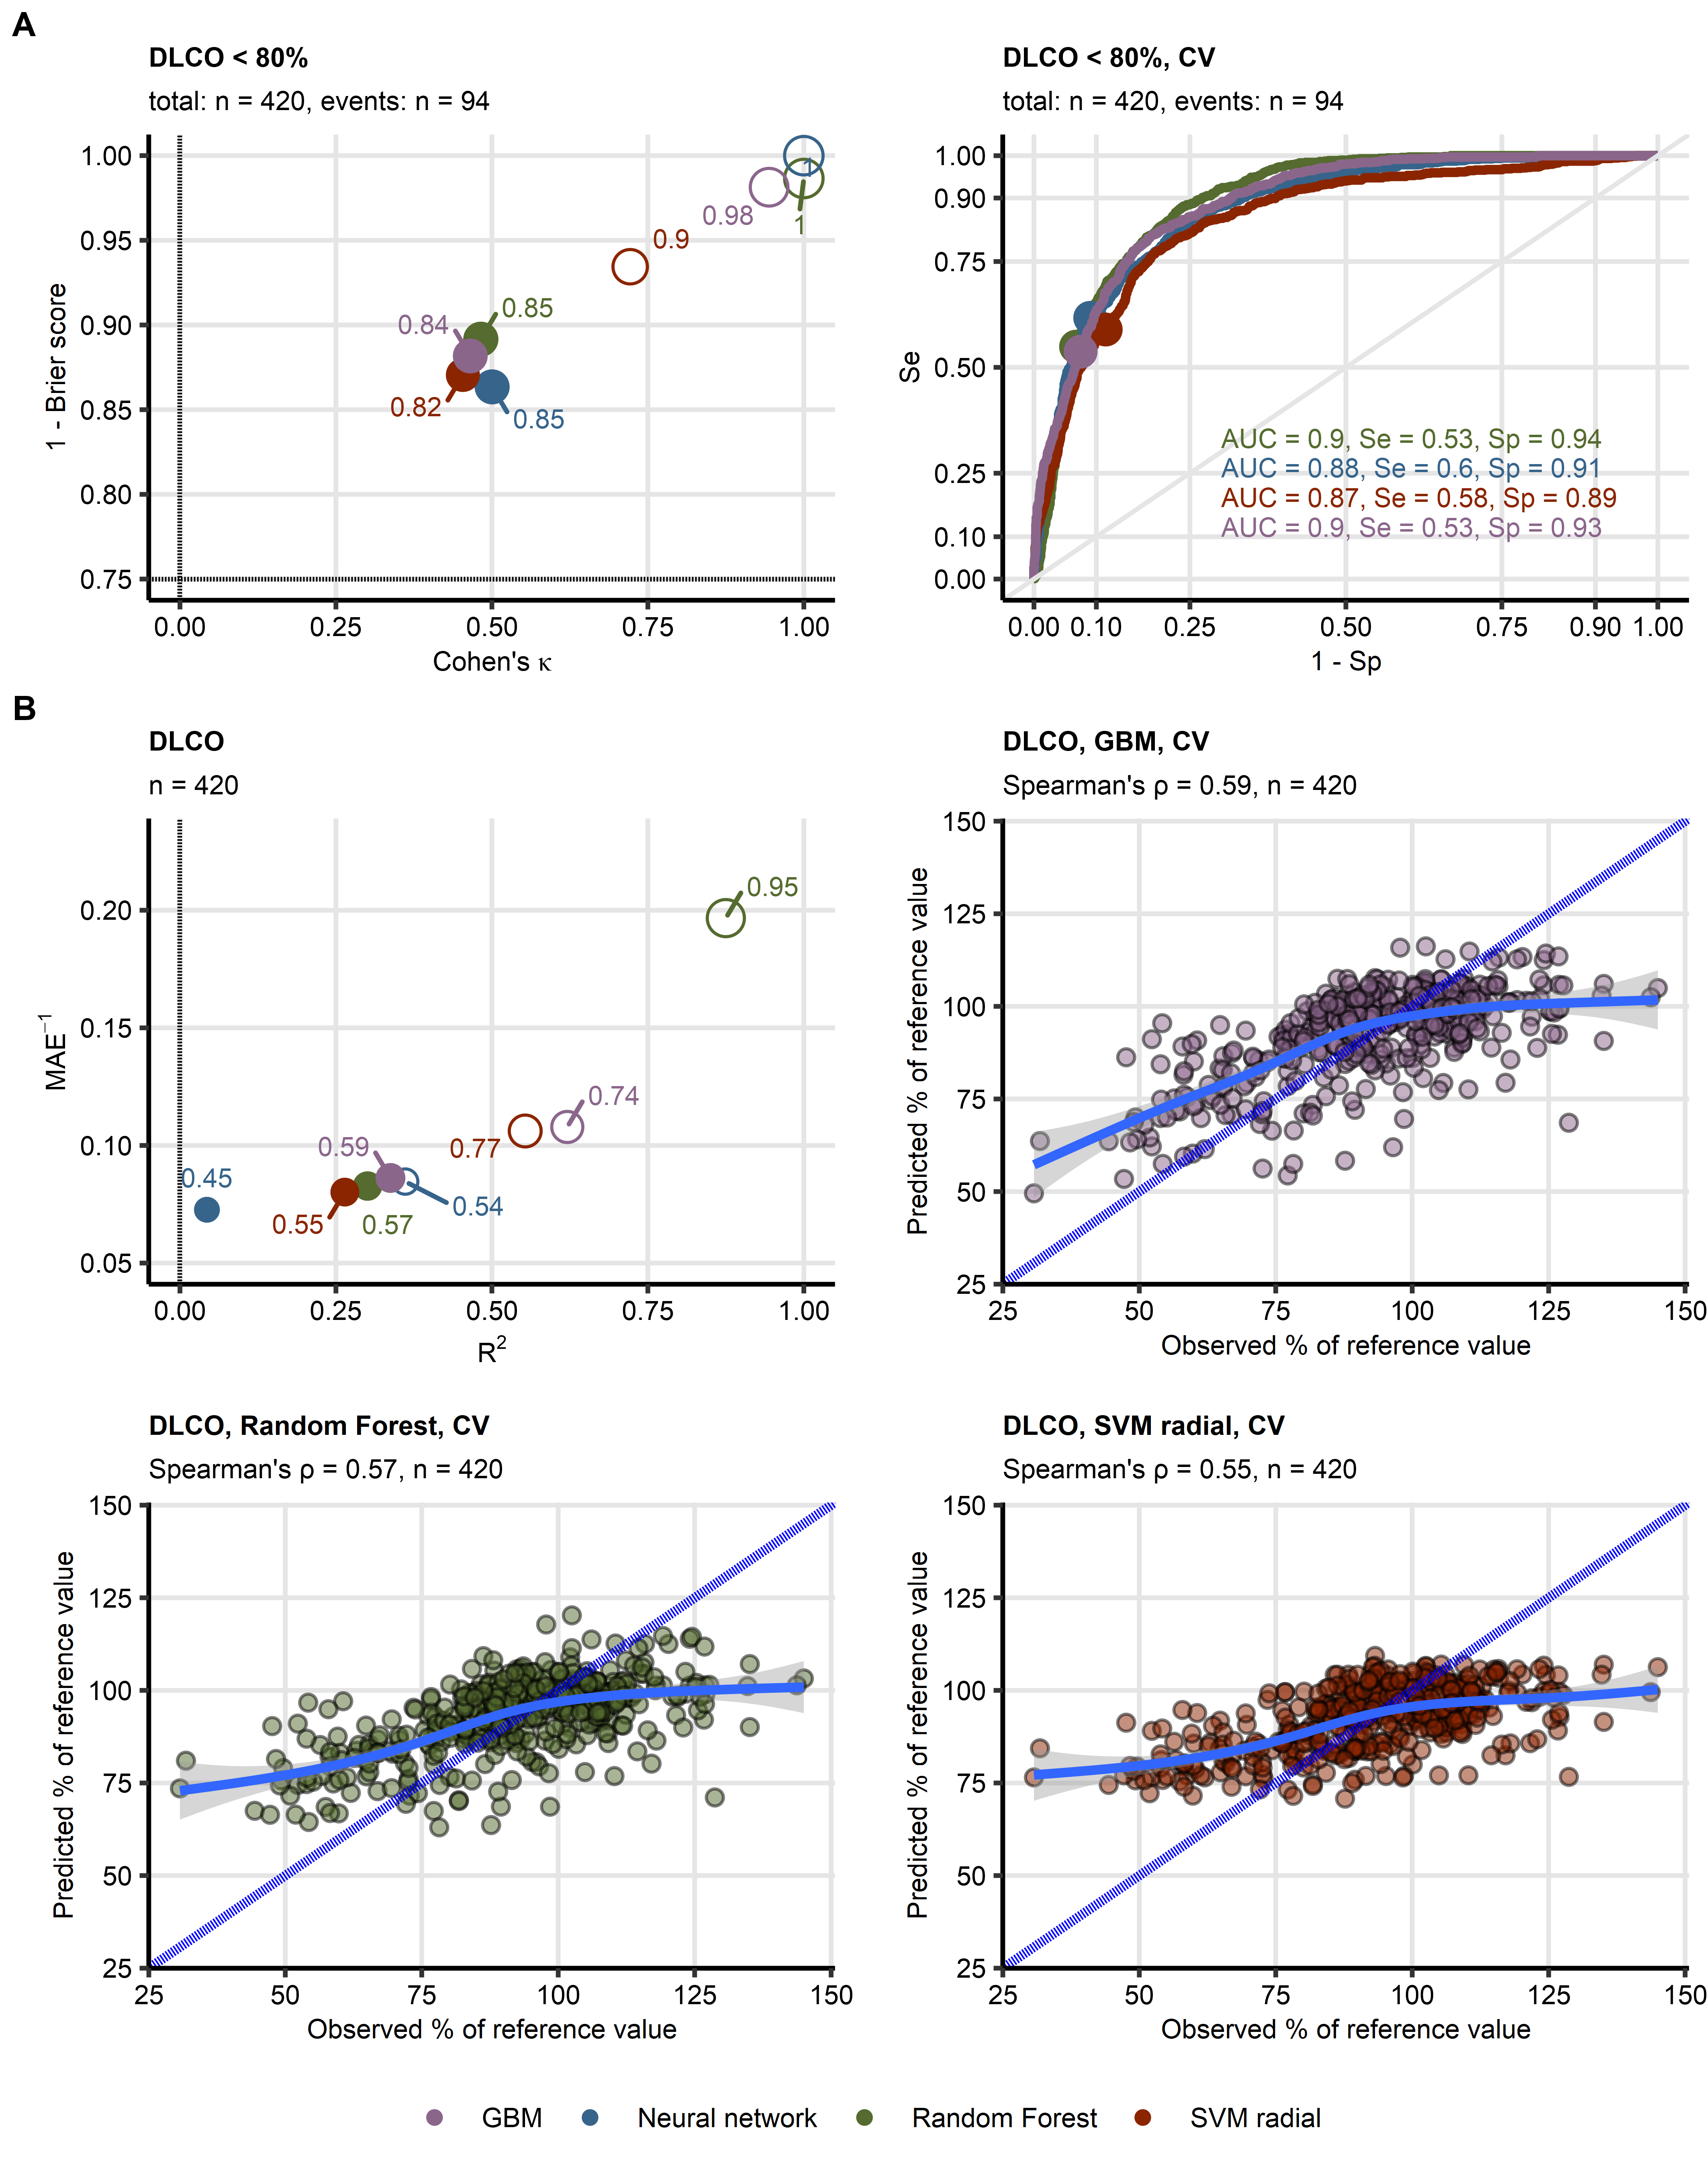 A
DLCO < 80%
total: n = 420, events: n = 94
1 - Brier score
1.00
0.95
0.90
0.85
0.80
0.75
1
1
0.98
0.9
0.85
0.84
0.82
0.85
0.00 0.25 0.50 0.75 1.00
Cohen's κ
DLCO < 80%, CV
total: n = 420, events: n = 94
Se
1.00
0.90
0.75
0.50
0.25
0.10
0.00
AUC = 0.9, Se = 0.53, Sp = 0.94
AUC = 0.88, Se = 0.6, Sp = 0.91
AUC = 0.87, Se = 0.58, Sp = 0.89
AUC = 0.9, Se = 0.53, Sp = 0.93
0.00 0.10 0.25 0.50 0.75 0.90 1.00
1 - Sp
B
DLCO
n = 420
MAE⁻¹
0.20
0.15
0.10
0.05
0.95
0.74
0.77
0.59
0.45
0.54
0.55
0.57
0.00 0.25 0.50 0.75 1.00
R²
DLCO, GBM, CV
Spearman's ρ = 0.59, n = 420
Predicted % of reference value
150
125
100
75
50
25
25 50 75 100 125 150
Observed % of reference value
DLCO, Random Forest, CV
Spearman's ρ = 0.57, n = 420
Predicted % of reference value
150
125
100
75
50
25
25 50 75 100 125 150
Observed % of reference value
DLCO, SVM radial, CV
Spearman's ρ = 0.55, n = 420
Predicted % of reference value
150
125
100
75
50
25
25 50 75 100 125 150
Observed % of reference value
GBM Neural network Random Forest SVM radial